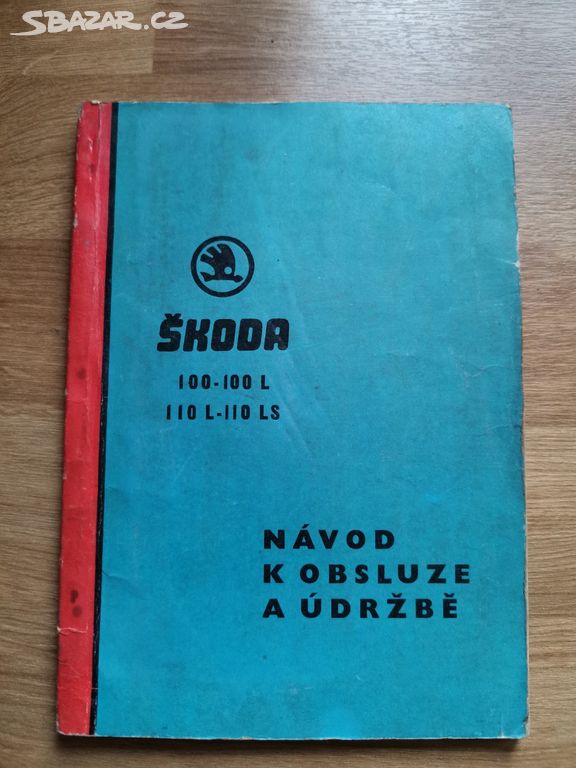 SBAZAR.CZ
ŠKODA
100-100 L
110 L-110 LS
NÁVOD
K OBSLUZE
A ÚDRŽBĚ